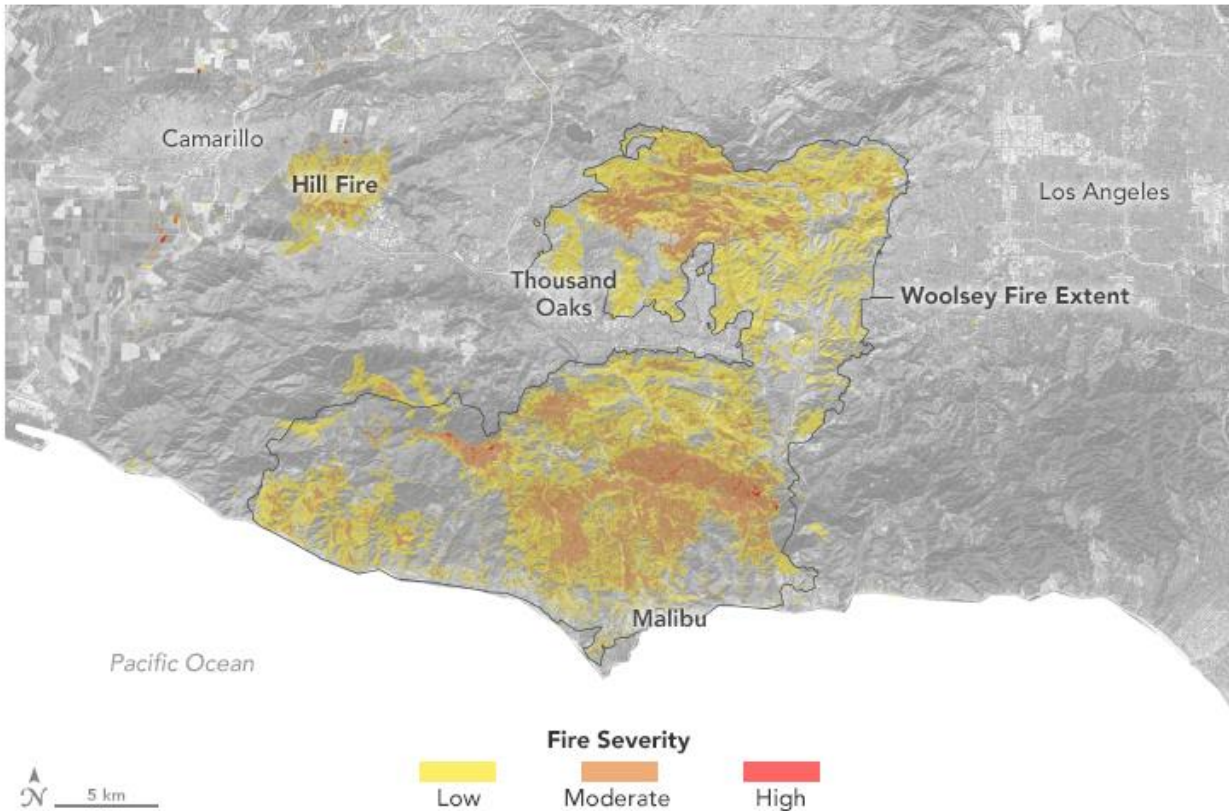 Camarillo
Hill Fire
Los Angeles
Thousand
Oaks
Woolsey Fire Extent
Malibu
Pacific Ocean
Fire Severity
N
5 km
Low
Moderate
High